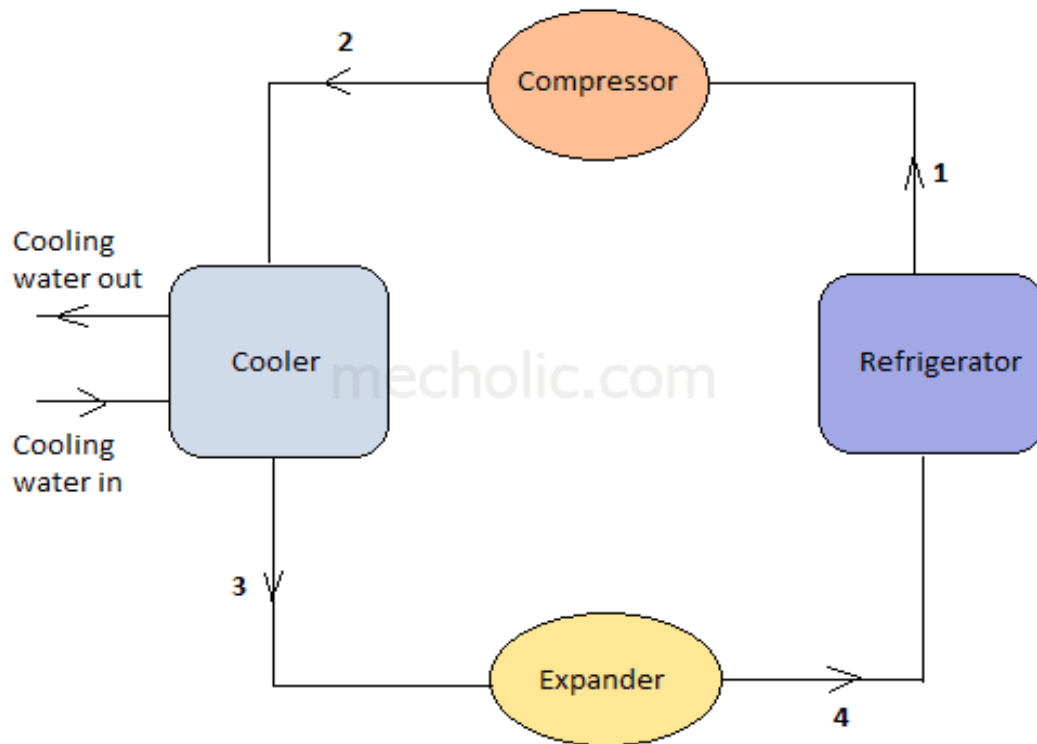 2
Compressor
1
Cooling
water out
Cooler
mecholic.com
Refrigerator
Cooling
water in
3
Expander
4